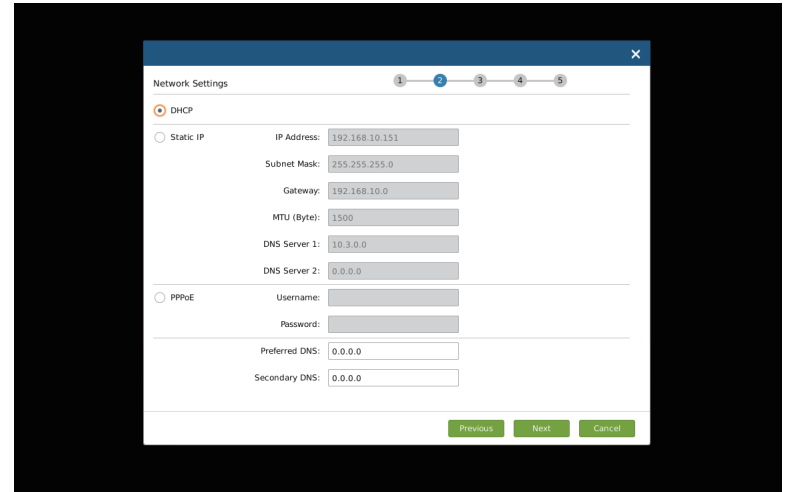 ×
Network Settings 1 2 3 4 5
DHCP
Static IP IP Address: 192.168.10.151
Subnet Mask: 255.255.255.0
Gateway: 192.168.10.0
MTU (Byte): 1500
DNS Server 1: 10.3.0.0
DNS Server 2: 0.0.0.0
PPPoE Username:
Password:
Preferred DNS: 0.0.0.0
Secondary DNS: 0.0.0.0
Previous Next Cancel